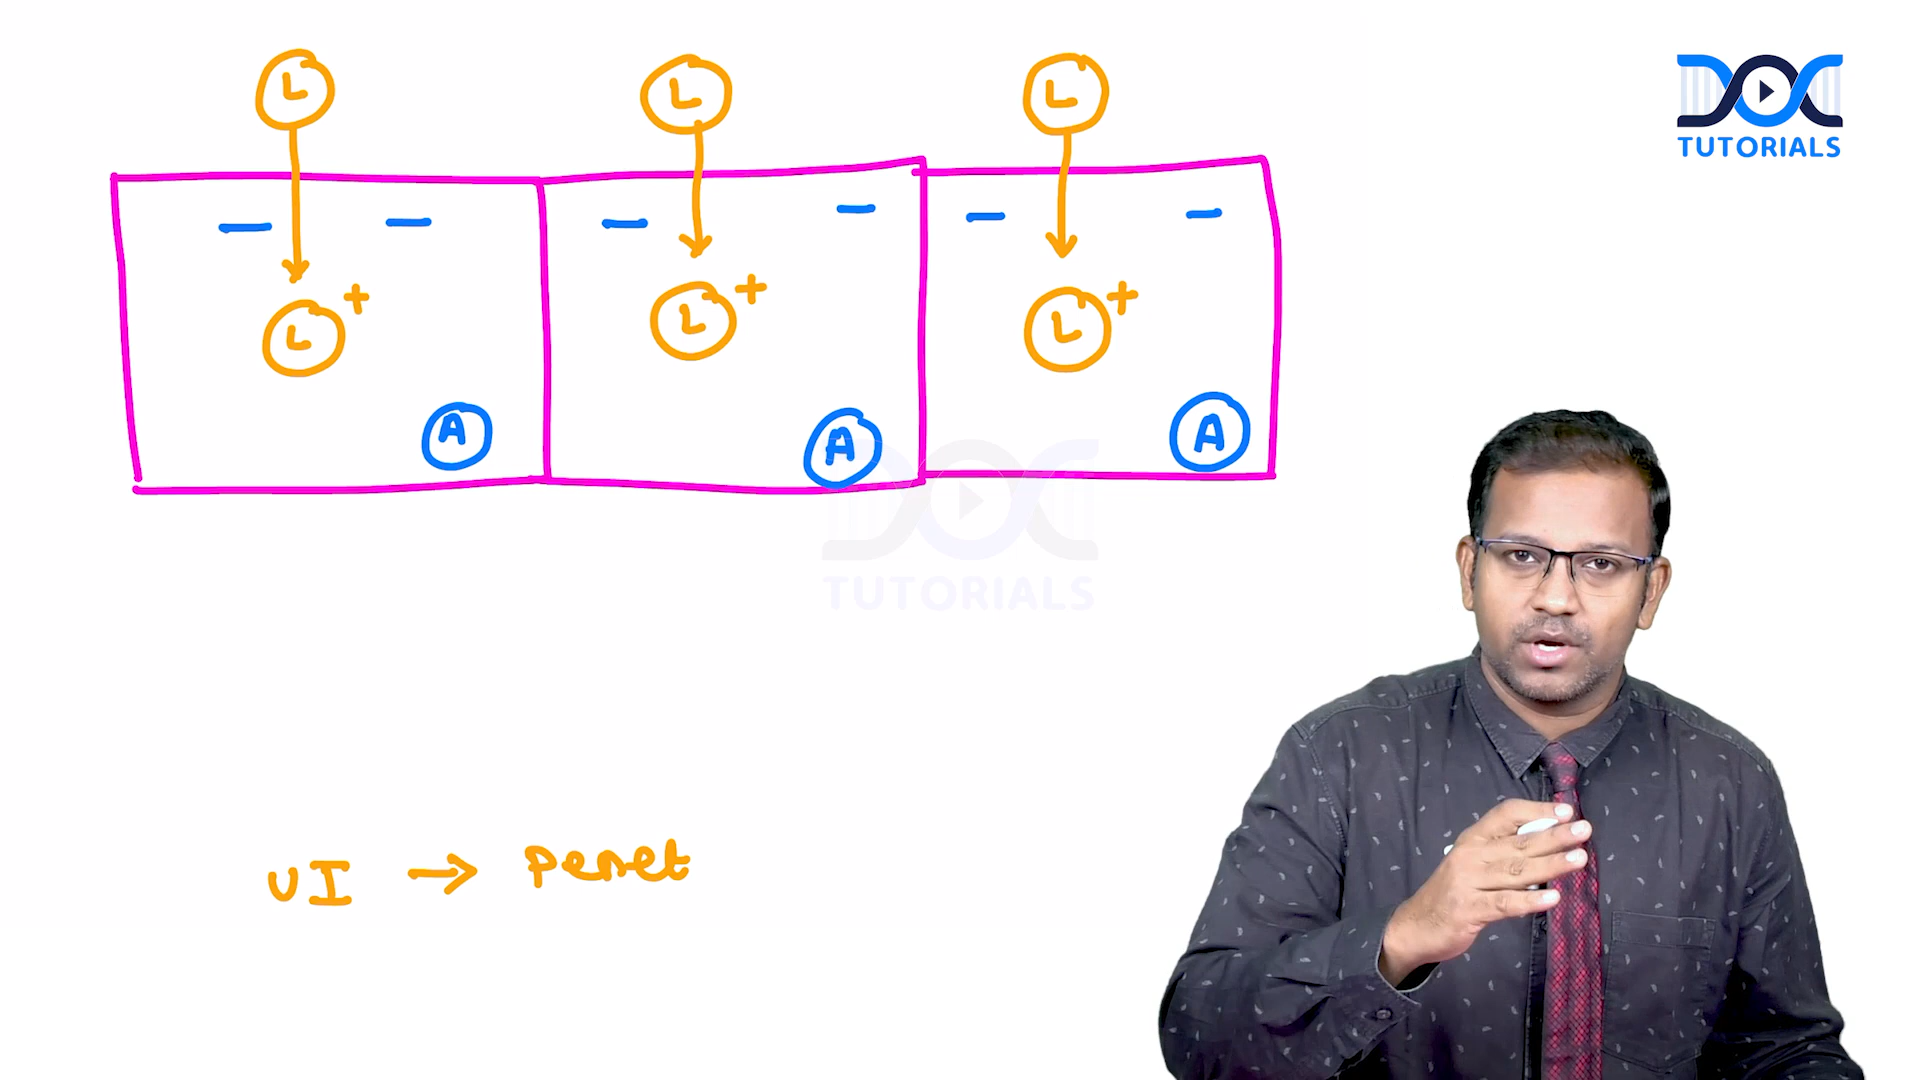 L L L
DOC
TUTORIALS
- - - - - -
L+ L+ L+
A A A
DOC
TUTORIALS
UI → Penet